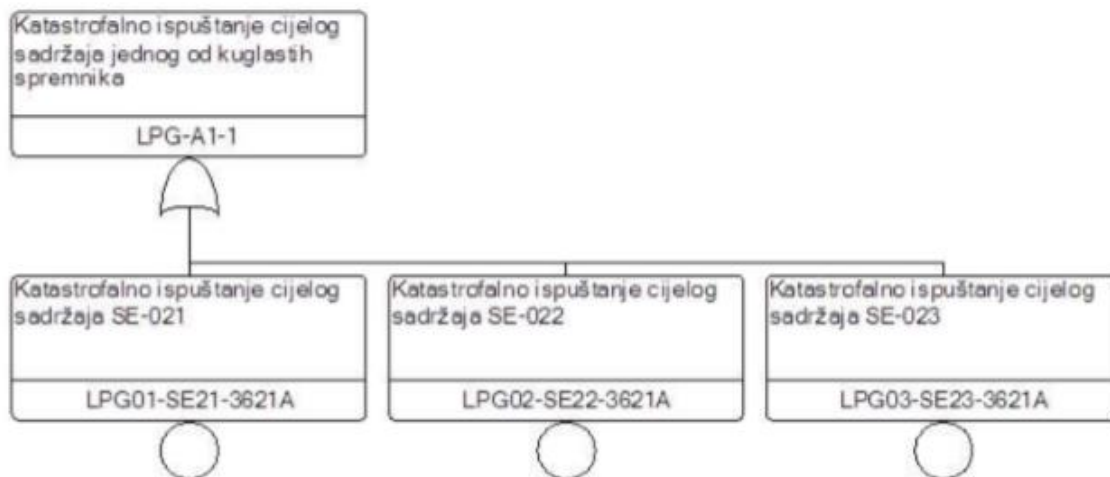 Katastrofalno ispuštanje cijelog
sadržaja jednog od kuglastih
spremnika
LPG-A1-1
Katastrofalno ispuštanje cijelog
sadržaja SE-021
LPG01-SE21-3621A
Katastrofalno ispuštanje cijelog
sadržaja SE-022
LPG02-SE22-3621A
Katastrofalno ispuštanje cijelog
sadržaja SE-023
LPG03-SE23-3621A